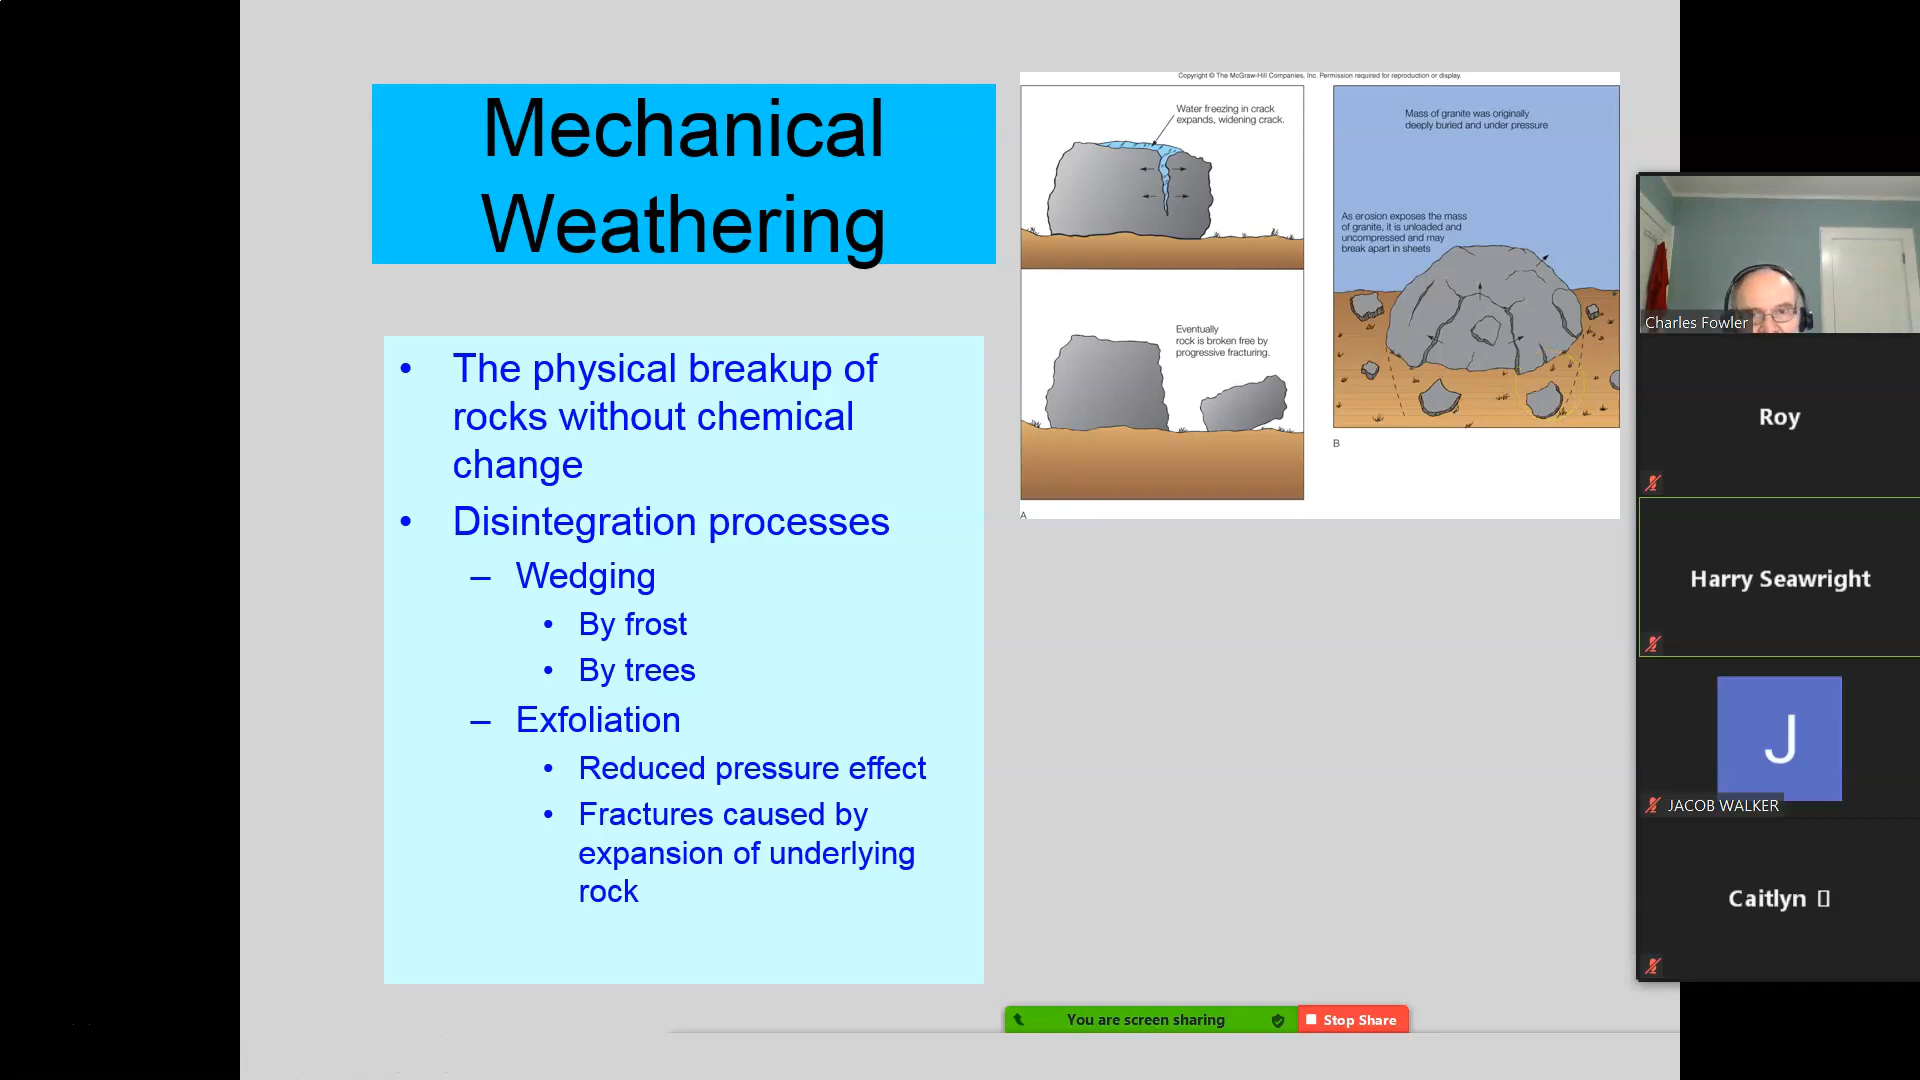 Mechanical
Weathering
• The physical breakup of
rocks without chemical
change
• Disintegration processes
– Wedging
• By frost
• By trees
– Exfoliation
• Reduced pressure effect
• Fractures caused by
expansion of underlying
rock
Copyright © The McGraw-Hill Companies, Inc. Permission required for reproduction or display.
Water freezing in crack
expands, widening crack.
Eventually
rock is broken free by
progressive fracturing.
A
Mass of granite was originally
deeply buried and under pressure
As erosion exposes the mass
of granite, it is unloaded and
uncompressed and may
break apart in sheets
B
Charles Fowler
Roy
Harry Seawright
J
JACOB WALKER
Caitlyn
You are screen sharing
Stop Share